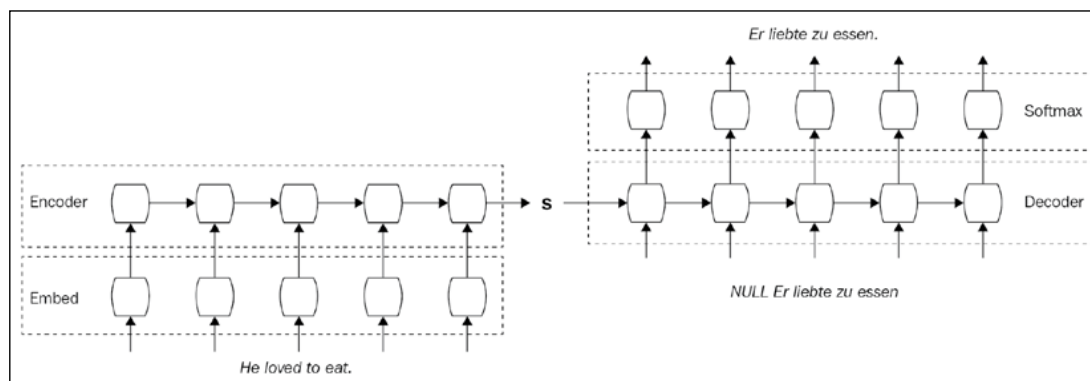 Er liebte zu essen.
Softmax
Encoder
S
Decoder
Embed
NULL Er liebte zu essen
He loved to eat.